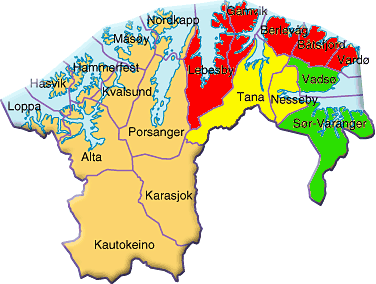 Nordkapp
Gamvik
Berlevåg
Måsøy
Båtsfjord
Vardø
Hammerfest
Lebesby
Hasvik
Vadsø
Kvalsund
Tana
Nesseby
Loppa
Porsanger
Sør-Varanger
Alta
Karasjok
Kautokeino